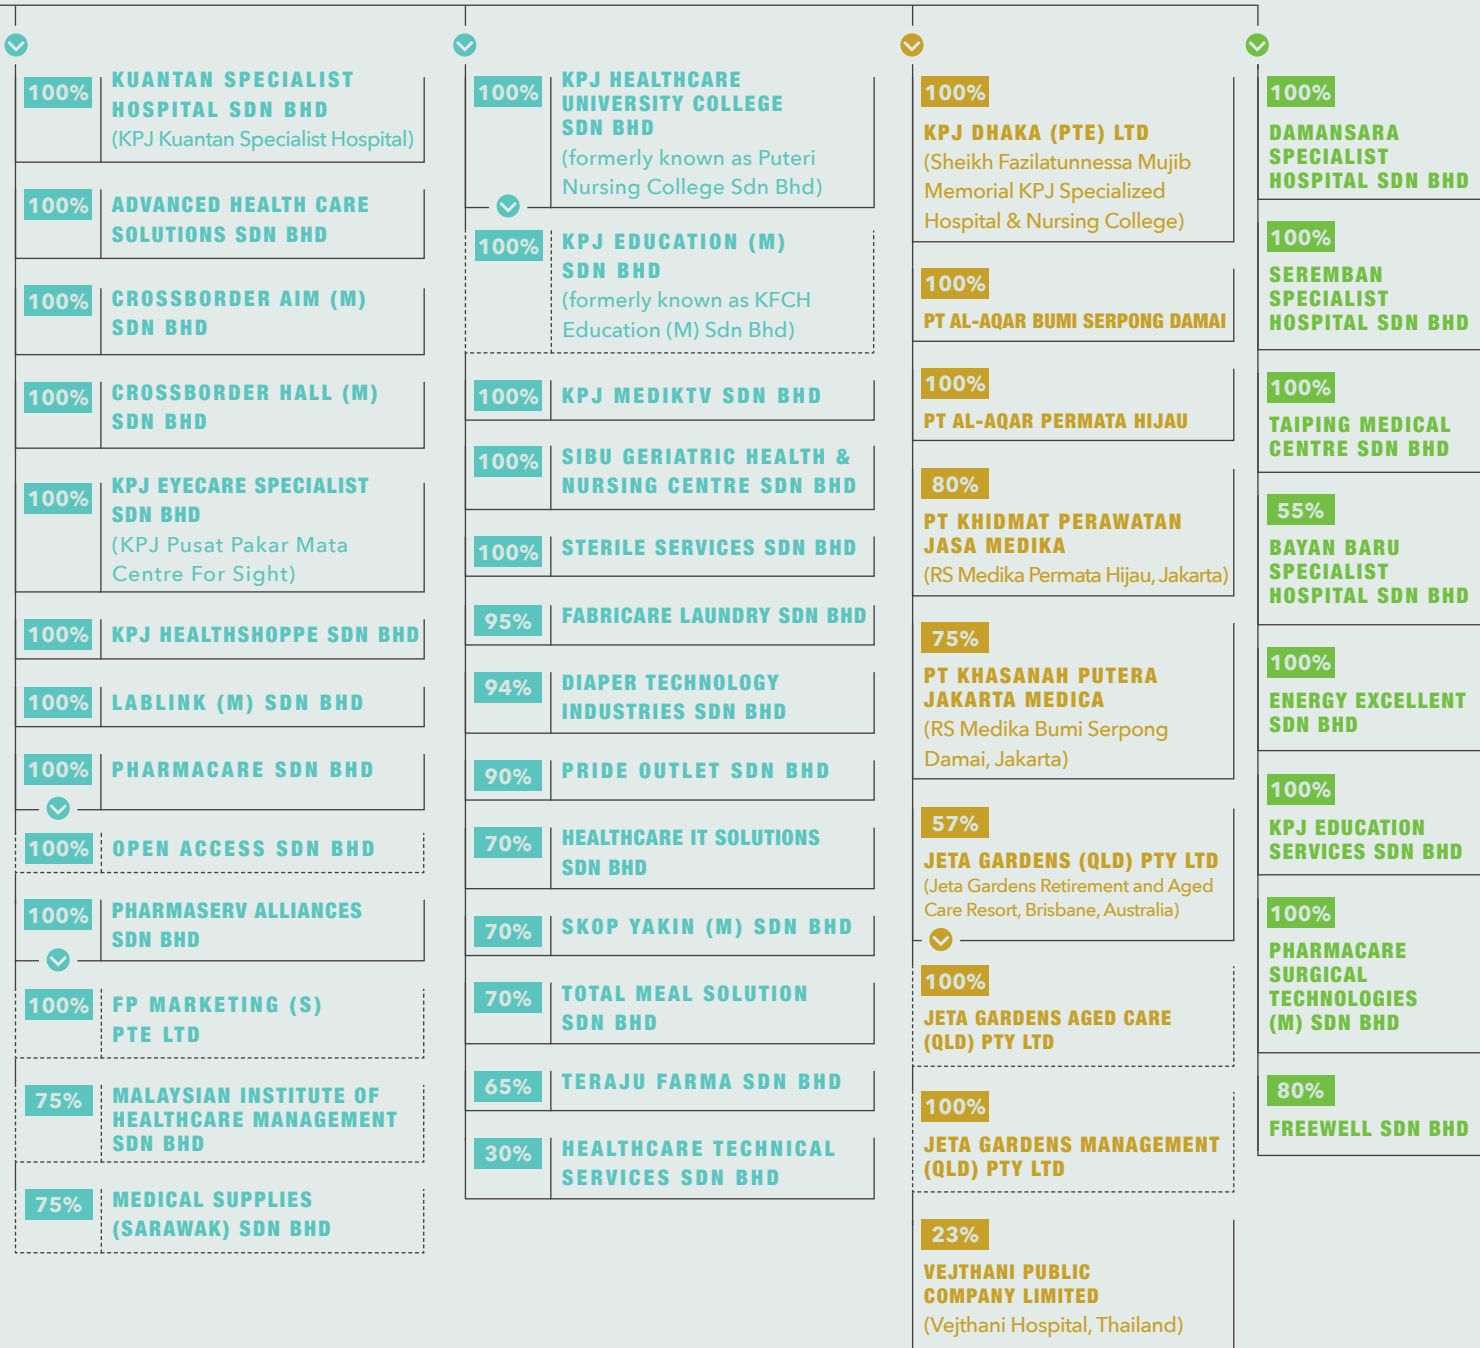 100%
KUANTAN SPECIALIST
HOSPITAL SDN BHD
(KPJ Kuantan Specialist Hospital)
100%
ADVANCED HEALTH CARE
SOLUTIONS SDN BHD
100%
CROSSBORDER AIM (M)
SDN BHD
100%
CROSSBORDER HALL (M)
SDN BHD
100%
KPJ EYECARE SPECIALIST
SDN BHD
(KPJ Pusat Pakar Mata
Centre For Sight)
100%
KPJ HEALTHSHOPPE SDN BHD
100%
LABLINK (M) SDN BHD
100%
PHARMACARE SDN BHD
100%
OPEN ACCESS SDN BHD
100%
PHARMASERV ALLIANCES
SDN BHD
100%
FP MARKETING (S)
PTE LTD
75%
MALAYSIAN INSTITUTE OF
HEALTHCARE MANAGEMENT
SDN BHD
75%
MEDICAL SUPPLIES
(SARAWAK) SDN BHD
100%
KPJ HEALTHCARE
UNIVERSITY COLLEGE
SDN BHD
(formerly known as Puteri
Nursing College Sdn Bhd)
100%
KPJ EDUCATION (M)
SDN BHD
(formerly known as KFCH
Education (M) Sdn Bhd)
100%
KPJ MEDIKTV SDN BHD
100%
SIBU GERIATRIC HEALTH &
NURSING CENTRE SDN BHD
100%
STERILE SERVICES SDN BHD
95%
FABRICARE LAUNDRY SDN BHD
94%
DIAPER TECHNOLOGY
INDUSTRIES SDN BHD
90%
PRIDE OUTLET SDN BHD
70%
HEALTHCARE IT SOLUTIONS
SDN BHD
70%
SKOP YAKIN (M) SDN BHD
70%
TOTAL MEAL SOLUTION
SDN BHD
65%
TERAJU FARMA SDN BHD
30%
HEALTHCARE TECHNICAL
SERVICES SDN BHD
100%
KPJ DHAKA (PTE) LTD
(Sheikh Fazilatunnessa Mujib
Memorial KPJ Specialized
Hospital & Nursing College)
100%
PT AL-AQAR BUMI SERPONG DAMAI
100%
PT AL-AQAR PERMATA HIJAU
80%
PT KHIDMAT PERAWATAN
JASA MEDIKA
(RS Medika Permata Hijau, Jakarta)
75%
PT KHASANAH PUTERA
JAKARTA MEDICA
(RS Medika Bumi Serpong
Damai, Jakarta)
57%
JETA GARDENS (QLD) PTY LTD
(Jeta Gardens Retirement and Aged
Care Resort, Brisbane, Australia)
100%
JETA GARDENS AGED CARE
(QLD) PTY LTD
100%
JETA GARDENS MANAGEMENT
(QLD) PTY LTD
23%
VEJTHANI PUBLIC
COMPANY LIMITED
(Vejthani Hospital, Thailand)
100%
DAMANSARA
SPECIALIST
HOSPITAL SDN BHD
100%
SEREMBAN
SPECIALIST
HOSPITAL SDN BHD
100%
TAIPING MEDICAL
CENTRE SDN BHD
55%
BAYAN BARU
SPECIALIST
HOSPITAL SDN BHD
100%
ENERGY EXCELLENT
SDN BHD
100%
KPJ EDUCATION
SERVICES SDN BHD
100%
PHARMACARE
SURGICAL
TECHNOLOGIES
(M) SDN BHD
80%
FREEWELL SDN BHD